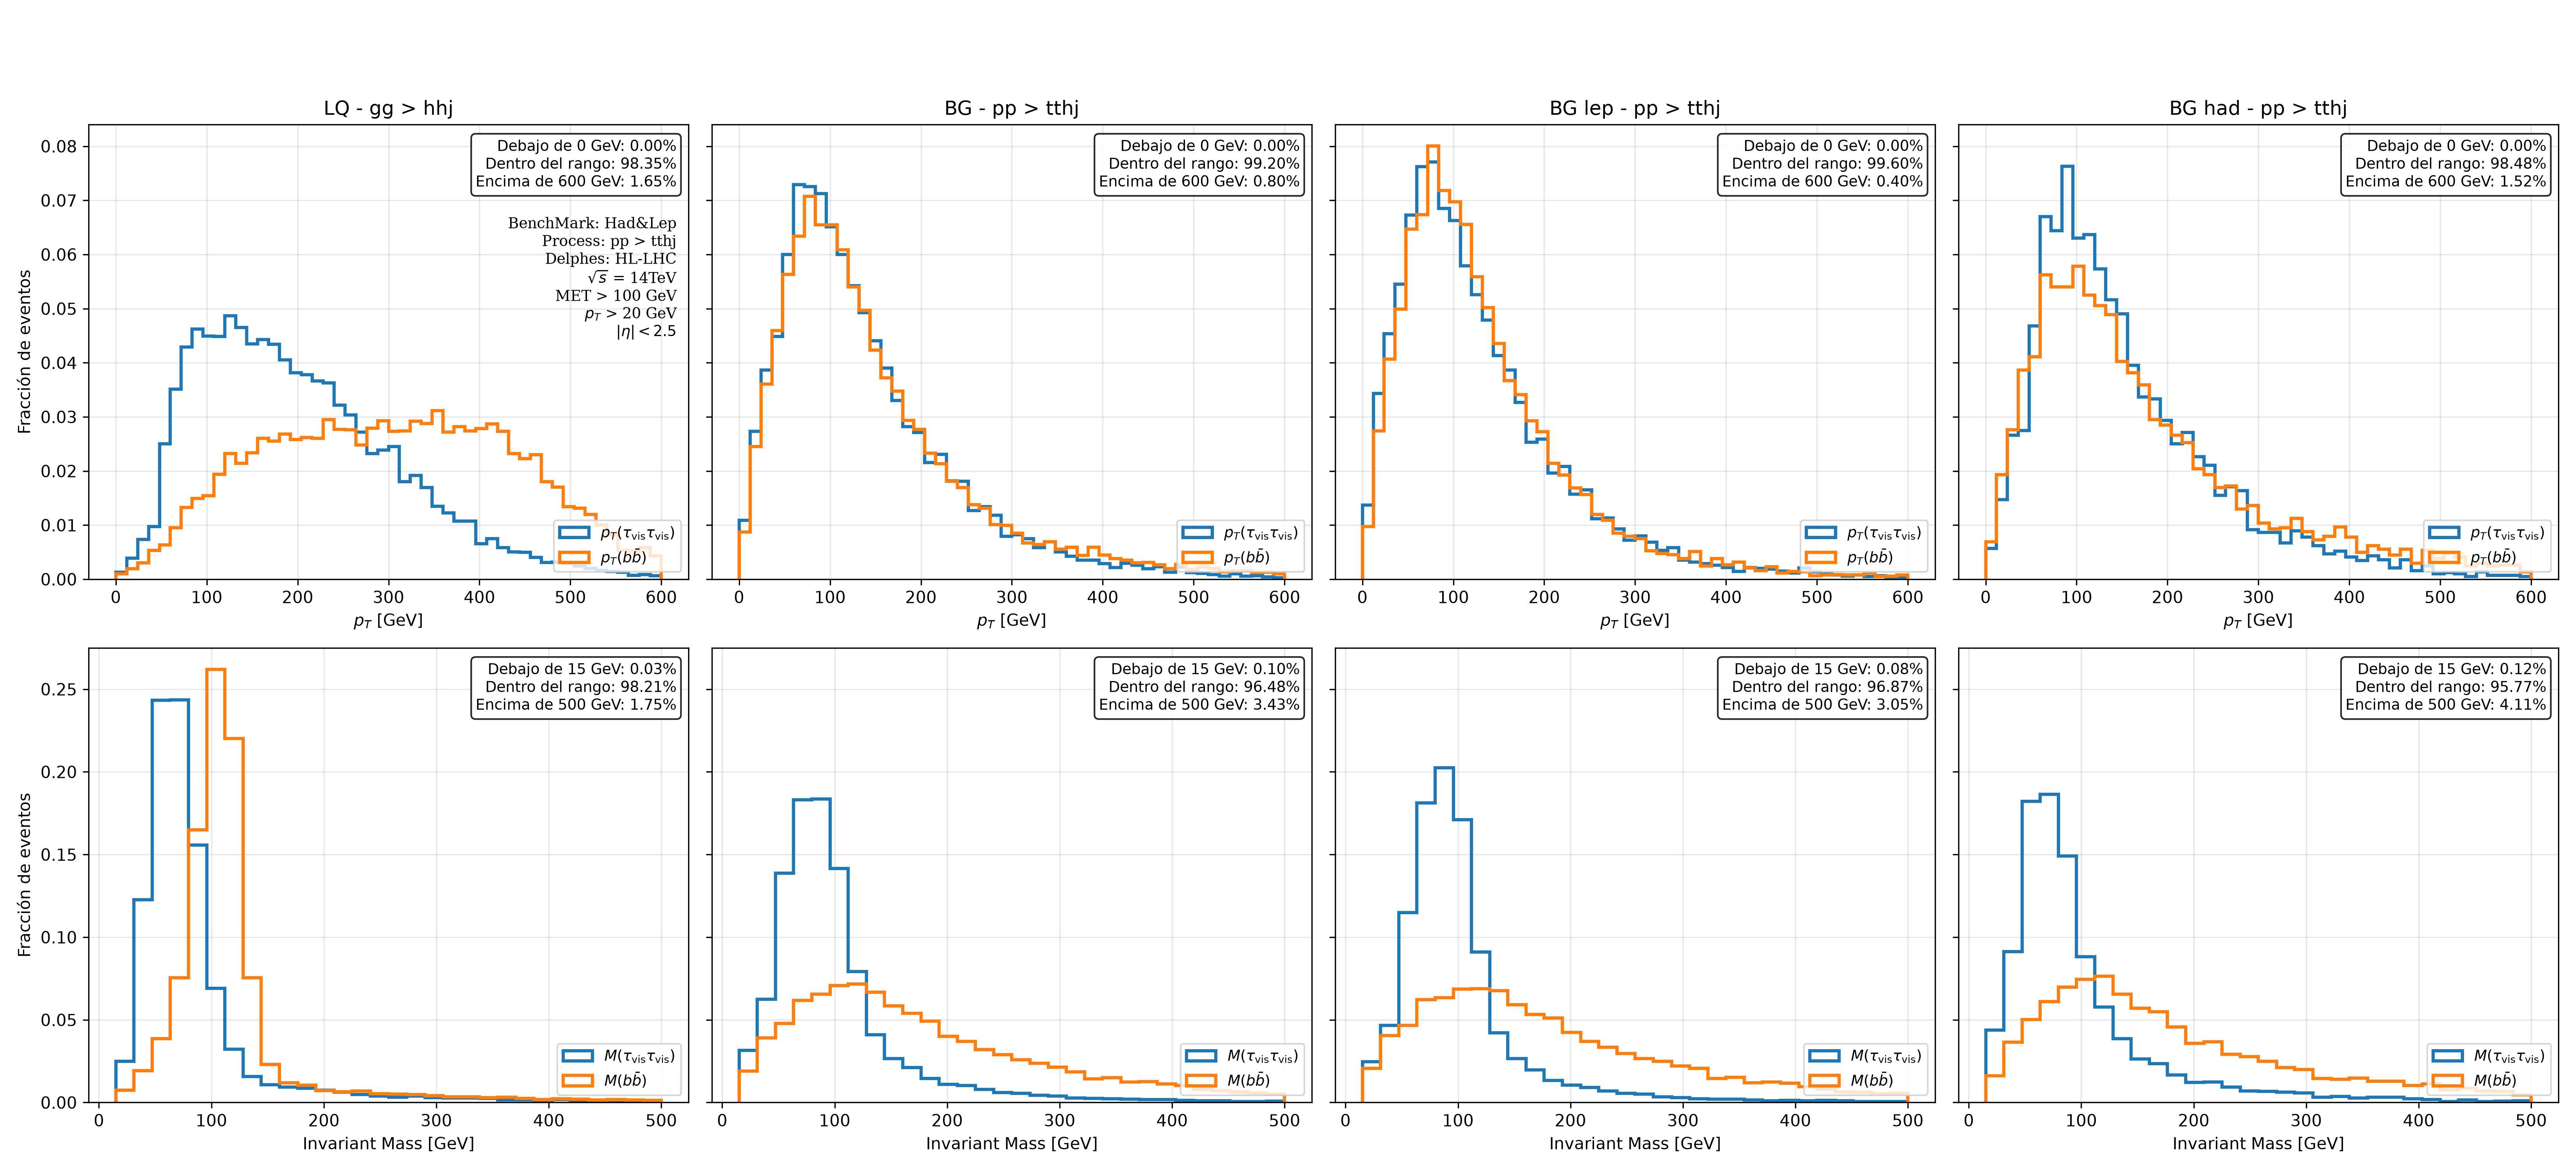 LQ - gg > hhj
BG - pp > tthj
BG lep - pp > tthj
BG had - pp > tthj
Fracción de eventos
0.08
0.07
0.06
0.05
0.04
0.03
0.02
0.01
0.00
Debajo de 0 GeV: 0.00%
Dentro del rango: 98.35%
Encima de 600 GeV: 1.65%
BenchMark: Had&Lep
Process: pp > tthj
Delphes: HL-LHC
√s = 14TeV
MET > 100 GeV
p_T > 20 GeV
|η| < 2.5
p_T(τ_vis τ_vis)
p_T(bb̄)
0 100 200 300 400 500 600
p_T [GeV]
Debajo de 0 GeV: 0.00%
Dentro del rango: 99.20%
Encima de 600 GeV: 0.80%
p_T(τ_vis τ_vis)
p_T(bb̄)
0 100 200 300 400 500 600
p_T [GeV]
Debajo de 0 GeV: 0.00%
Dentro del rango: 99.60%
Encima de 600 GeV: 0.40%
p_T(τ_vis τ_vis)
p_T(bb̄)
0 100 200 300 400 500 600
p_T [GeV]
Debajo de 0 GeV: 0.00%
Dentro del rango: 98.48%
Encima de 600 GeV: 1.52%
p_T(τ_vis τ_vis)
p_T(bb̄)
0 100 200 300 400 500 600
p_T [GeV]
Fracción de eventos
0.25
0.20
0.15
0.10
0.05
0.00
Debajo de 15 GeV: 0.03%
Dentro del rango: 98.21%
Encima de 500 GeV: 1.75%
M(τ_vis τ_vis)
M(bb̄)
0 100 200 300 400 500
Invariant Mass [GeV]
Debajo de 15 GeV: 0.10%
Dentro del rango: 96.48%
Encima de 500 GeV: 3.43%
M(τ_vis τ_vis)
M(bb̄)
0 100 200 300 400 500
Invariant Mass [GeV]
Debajo de 15 GeV: 0.08%
Dentro del rango: 96.87%
Encima de 500 GeV: 3.05%
M(τ_vis τ_vis)
M(bb̄)
0 100 200 300 400 500
Invariant Mass [GeV]
Debajo de 15 GeV: 0.12%
Dentro del rango: 95.77%
Encima de 500 GeV: 4.11%
M(τ_vis τ_vis)
M(bb̄)
0 100 200 300 400 500
Invariant Mass [GeV]